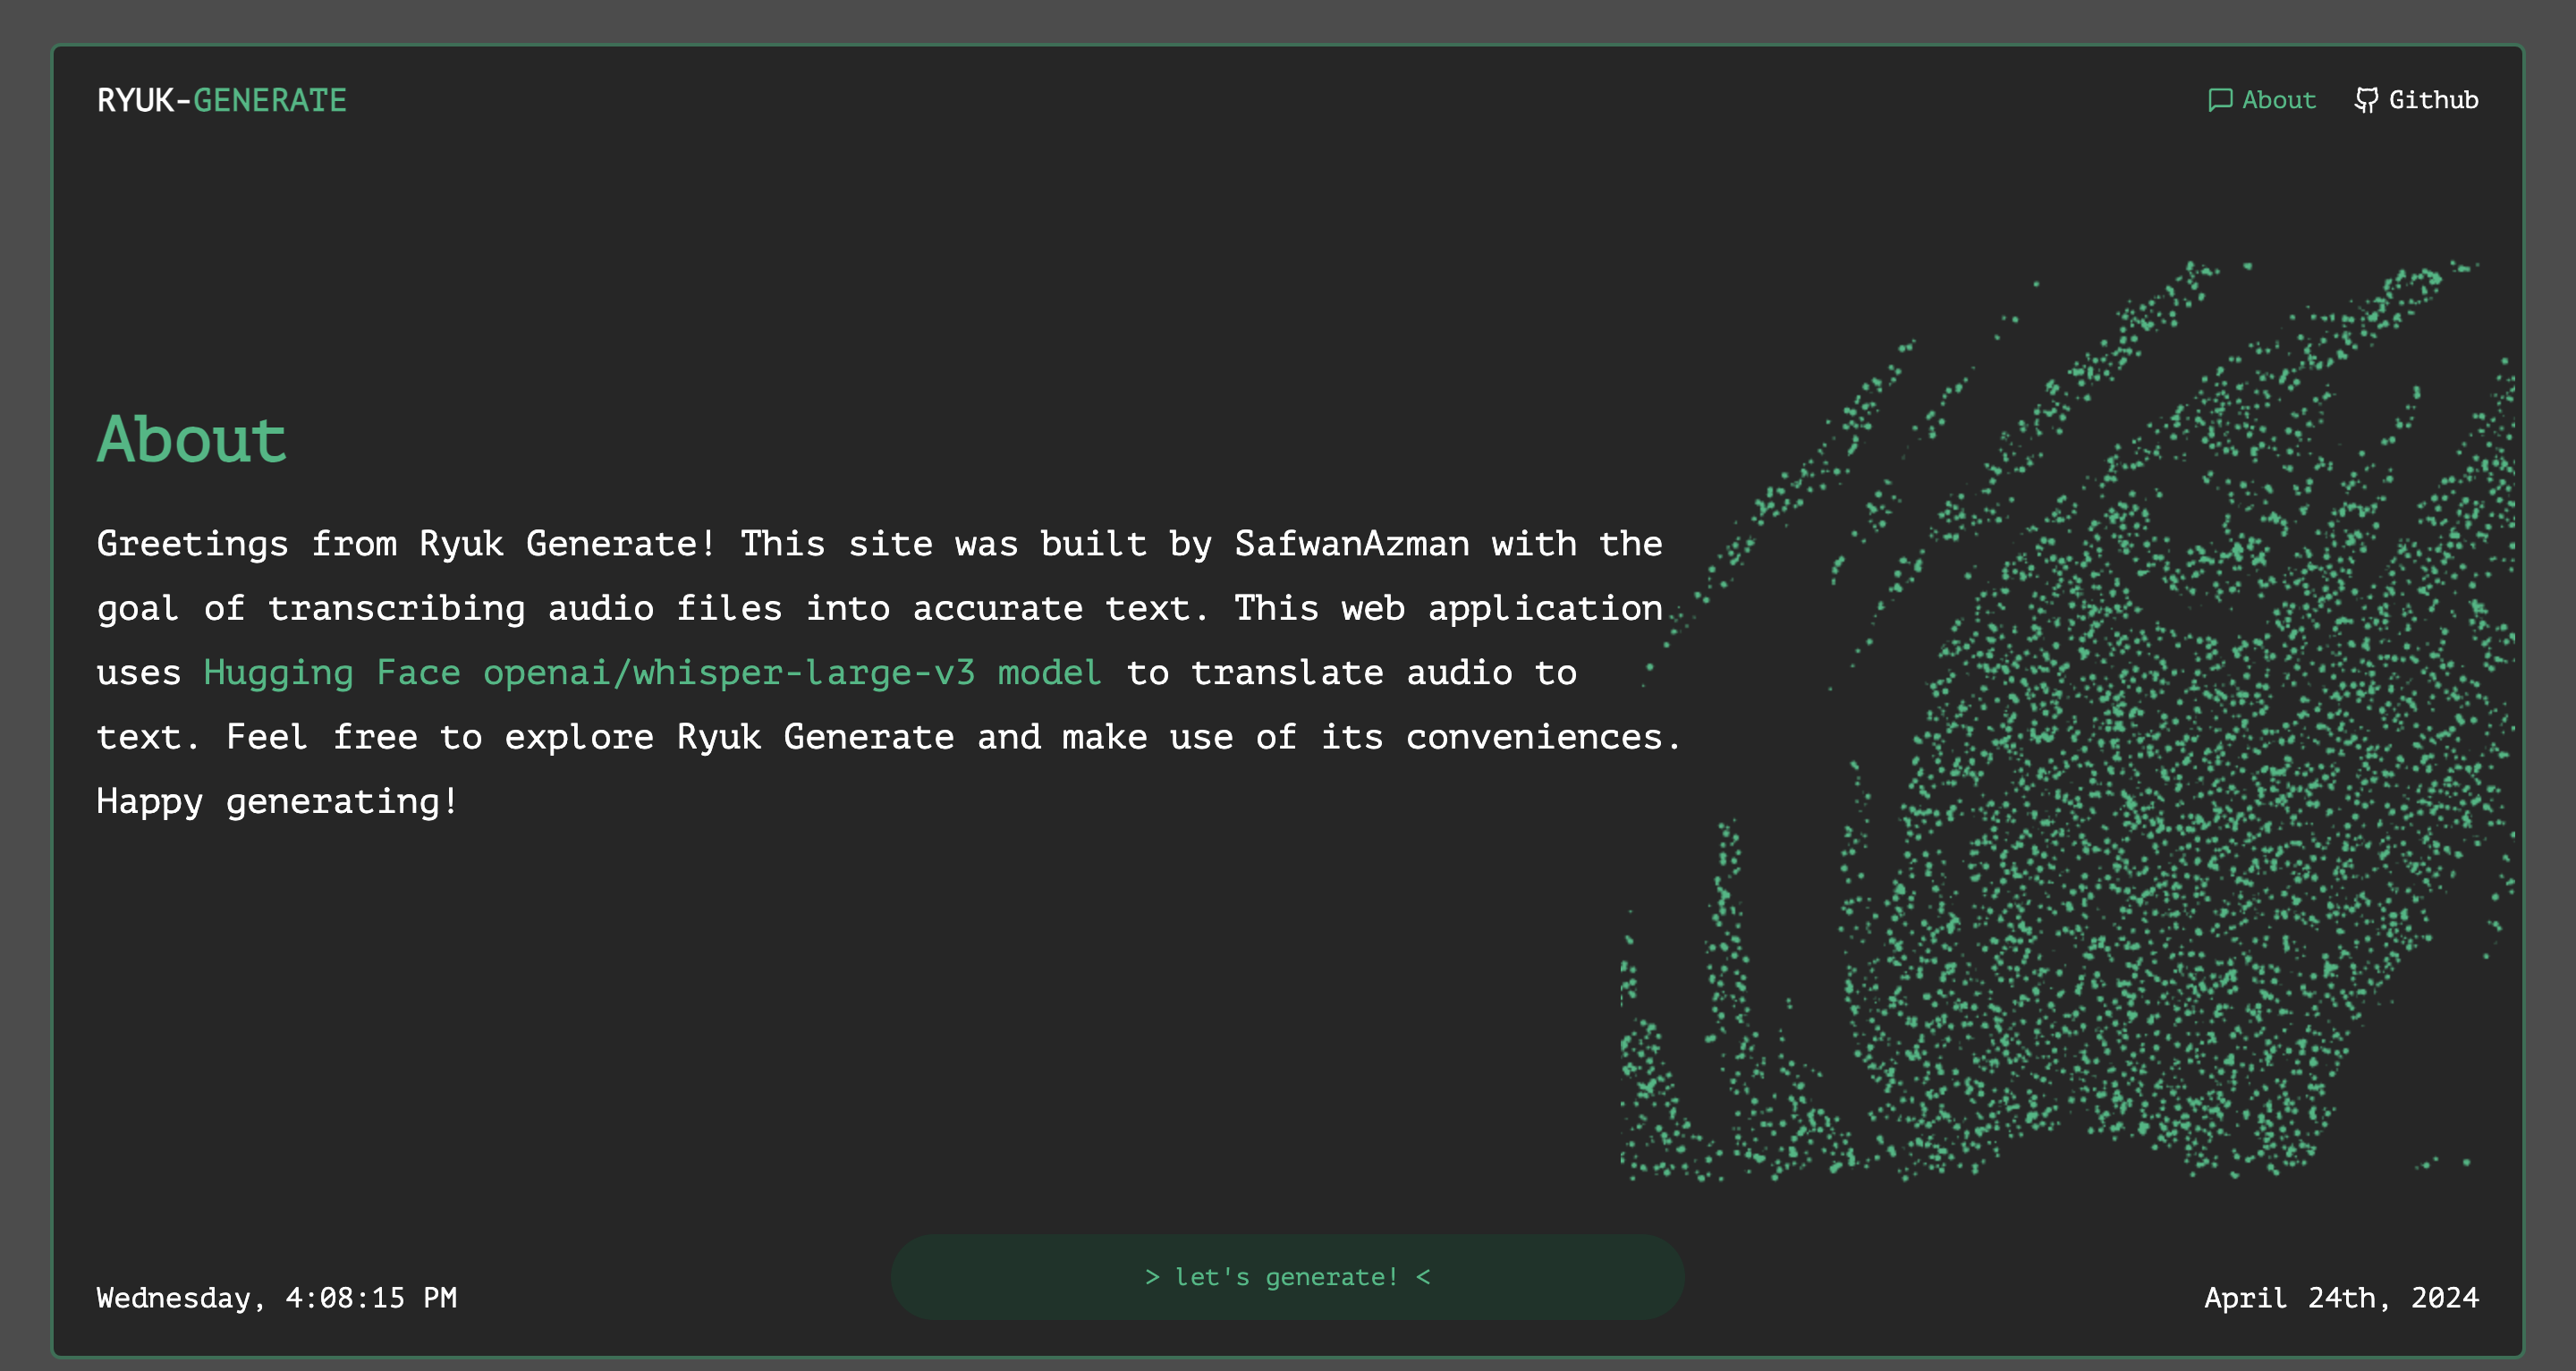 RYUK-GENERATE
About
Github
About
Greetings from Ryuk Generate! This site was built by SafwanAzman with the
goal of transcribing audio files into accurate text. This web application
uses Hugging Face openai/whisper-large-v3 model to translate audio to
text. Feel free to explore Ryuk Generate and make use of its conveniences.
Happy generating!
> let's generate! <
Wednesday, 4:08:15 PM
April 24th, 2024